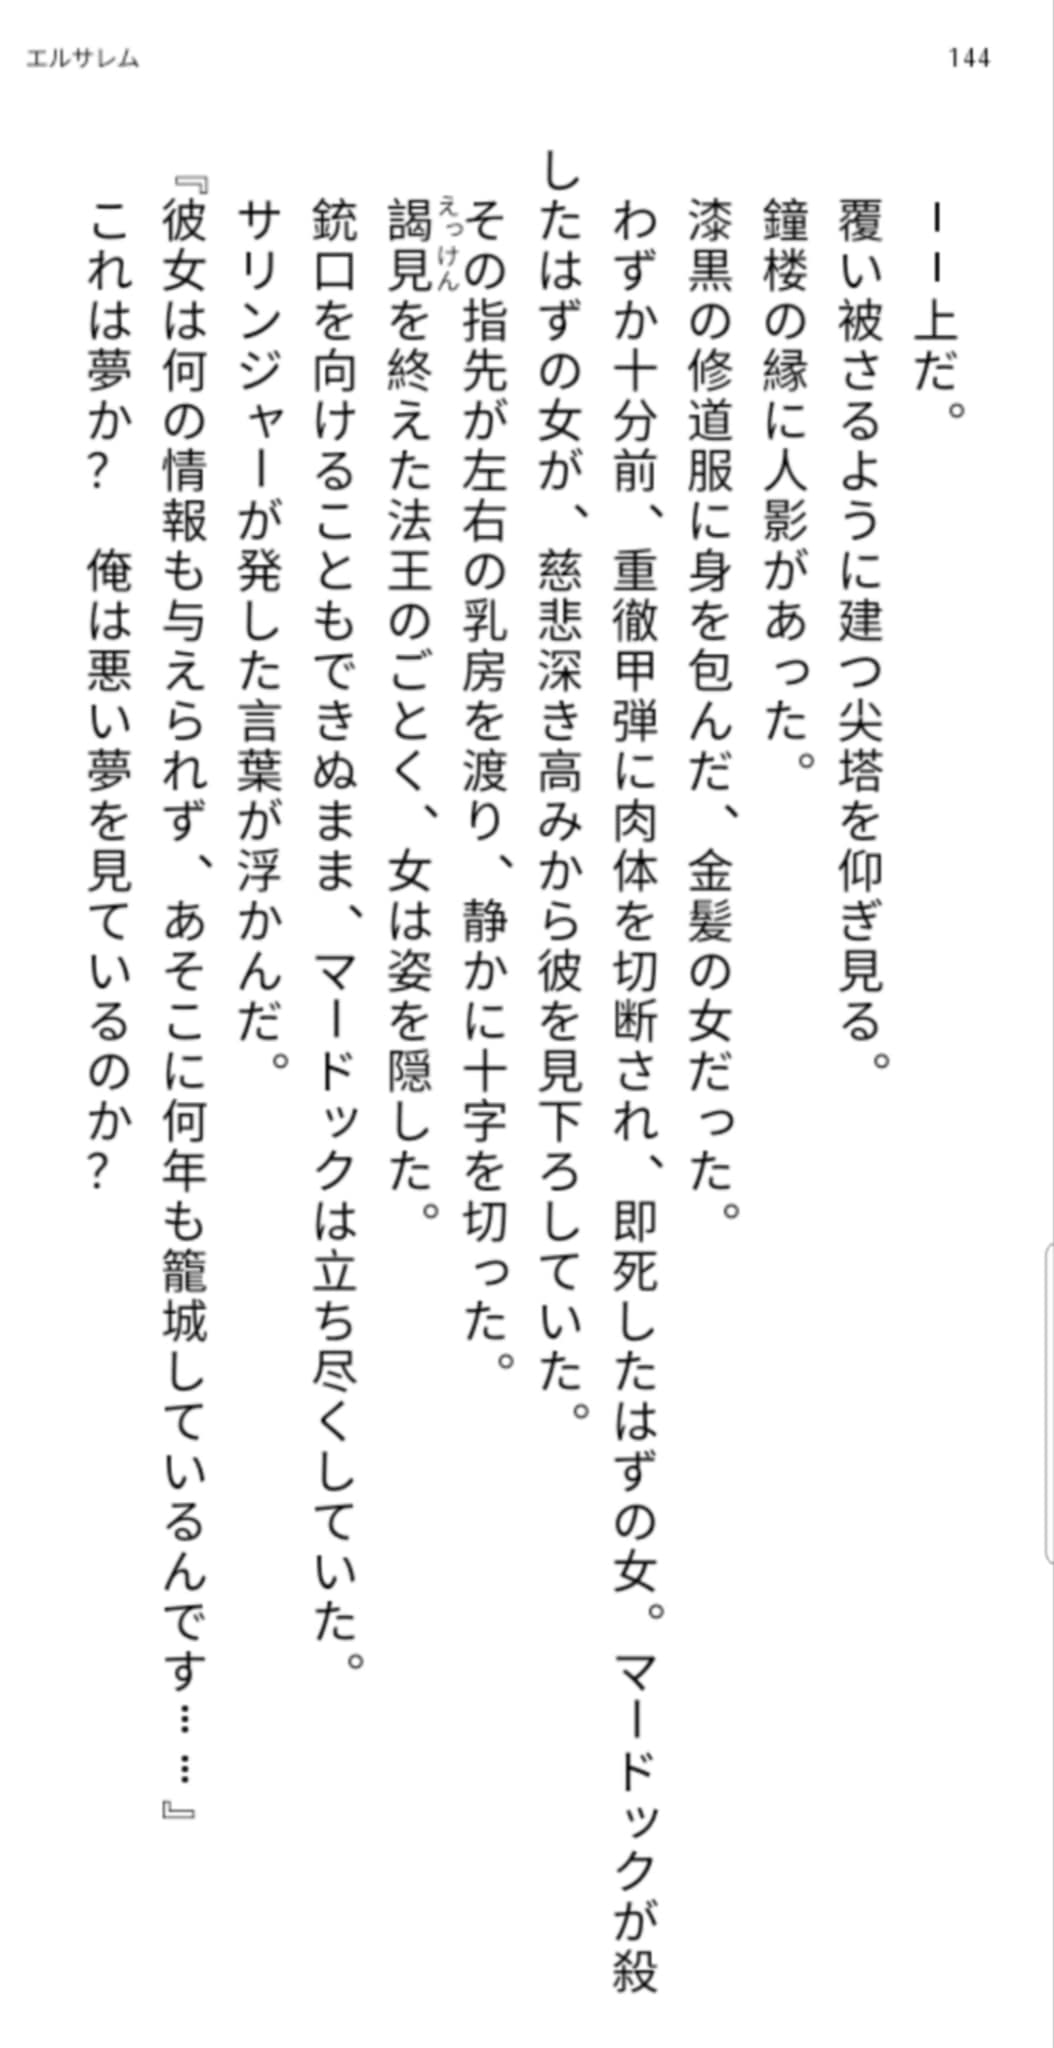 エルサレム
144
ーー上だ。
覆い被さるように建つ尖塔を仰ぎ見る。
鐘楼の縁に人影があった。
漆黒の修道服に身を包んだ、金髪の女だった。
わずか十分前、重徹甲弾に肉体を切断され、即死したはずの女。マードックが殺
したはずの女が、慈悲深き高みから彼を見下ろしていた。
その指先が左右の乳房を渡り、静かに十字を切った。
えっけん
謁見を終えた法王のごとく、女は姿を隠した。
銃口を向けることもできぬまま、マードックは立ち尽くしていた。
サリンジャーが発した言葉が浮かんだ。
『彼女は何の情報も与えられず、あそこに何年も籠城しているんです……』
これは夢か？　俺は悪い夢を見ているのか？